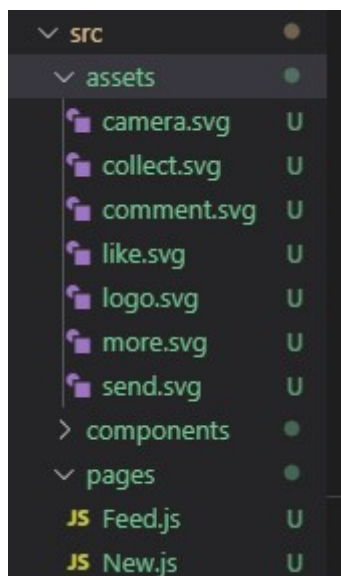 src
assets
camera.svg U
collect.svg U
comment.svg U
like.svg U
logo.svg U
more.svg U
send.svg U
components
pages
JS Feed.js U
JS New.js U